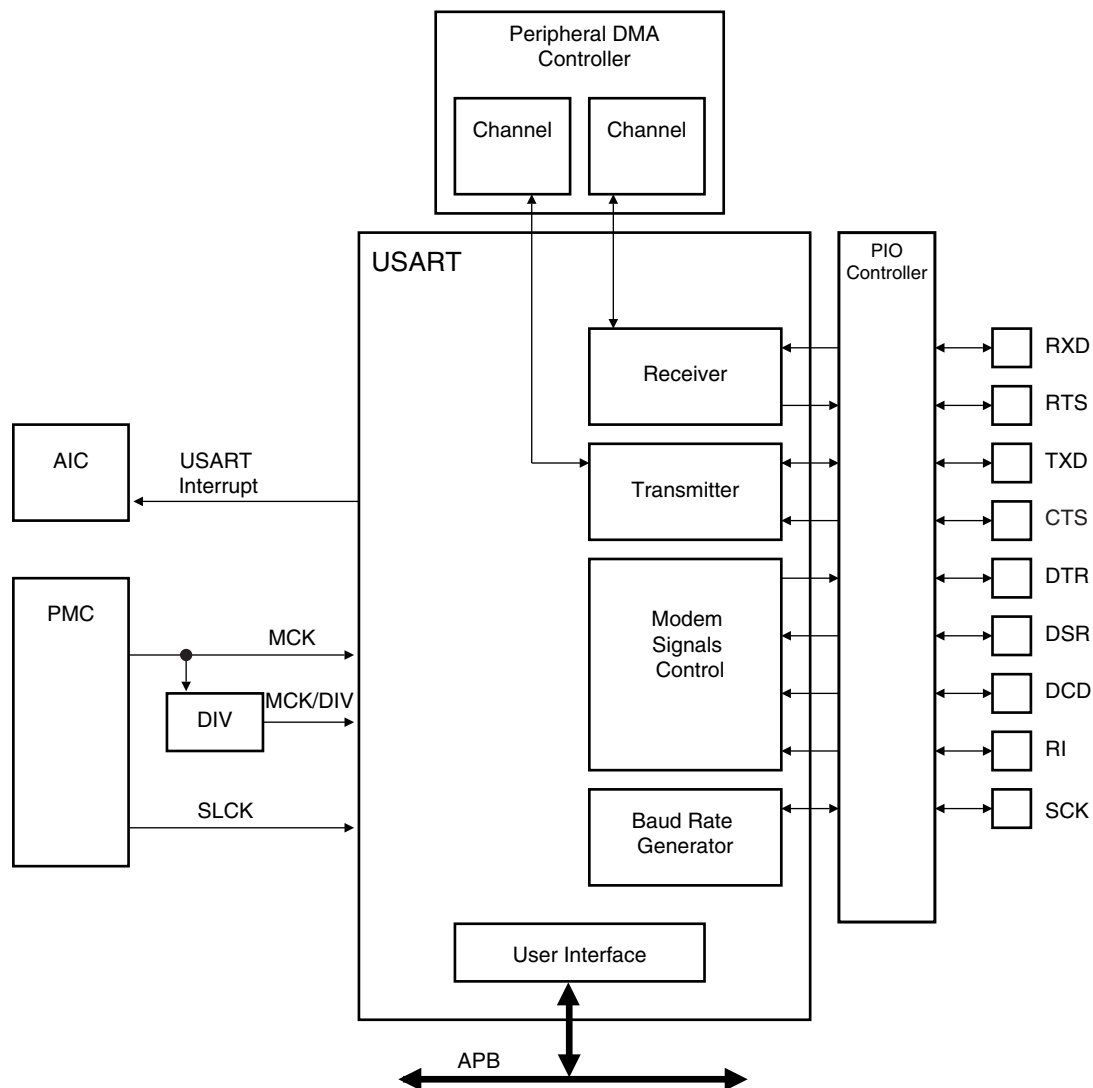 Peripheral DMA
Controller
Channel
Channel
USART
PIO
Controller
Receiver
RXD
RTS
AIC
USART
Interrupt
Transmitter
TXD
CTS
PMC
MCK
DIV
MCK/DIV
SLCK
Modem
Signals
Control
DTR
DSR
DCD
RI
Baud Rate
Generator
SCK
User Interface
APB